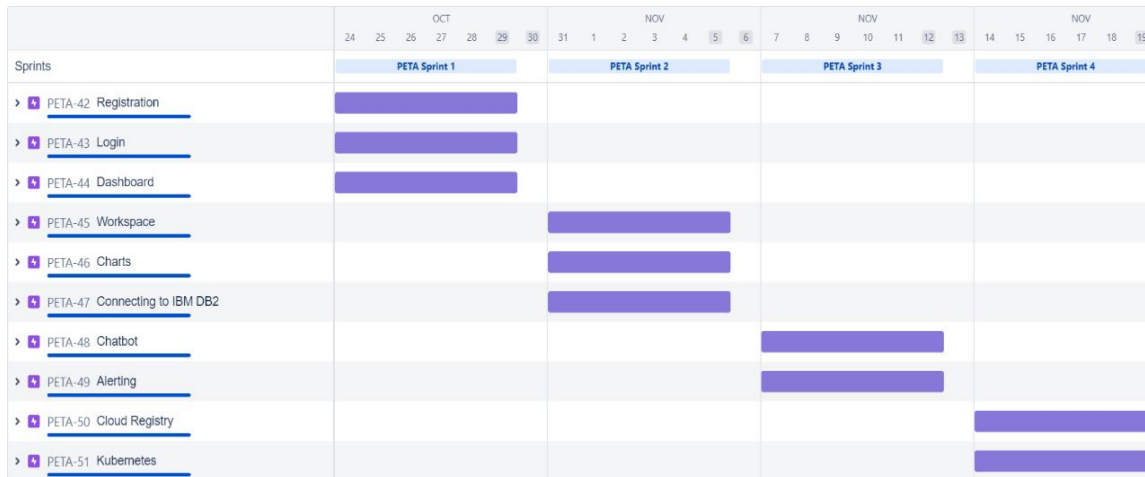 OCT NOV NOV NOV
24 25 26 27 28 29 30 31 1 2 3 4 5 6 7 8 9 10 11 12 13 14 15 16 17 18 19
Sprints PETA Sprint 1 PETA Sprint 2 PETA Sprint 3 PETA Sprint 4
PETA-42 Registration
PETA-43 Login
PETA-44 Dashboard
PETA-45 Workspace
PETA-46 Charts
PETA-47 Connecting to IBM DB2
PETA-48 Chatbot
PETA-49 Alerting
PETA-50 Cloud Registry
PETA-51 Kubernetes